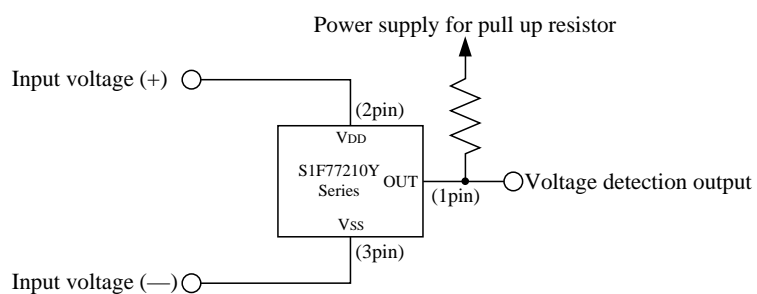 Power supply for pull up resistor
Input voltage (+)
(2pin)
VDD
S1F77210Y
Series
OUT
(1pin)
Voltage detection output
VSS
(3pin)
Input voltage (—)